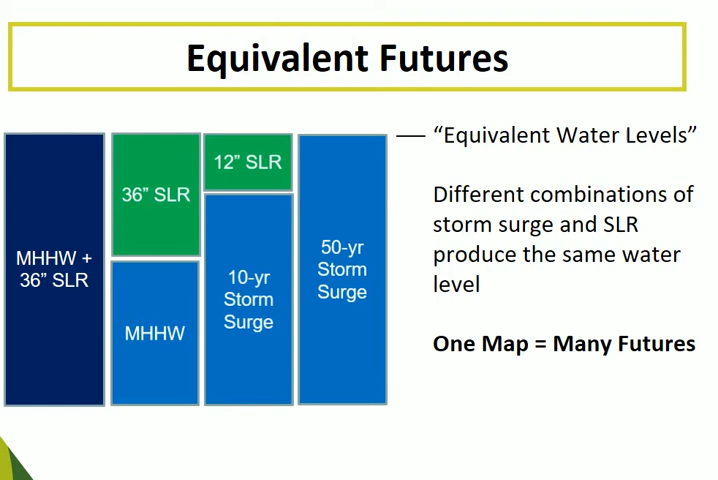 Equivalent Futures
MHHW +
36” SLR
36” SLR
MHHW
12” SLR
10-yr
Storm
Surge
50-yr
Storm
Surge
“Equivalent Water Levels”
Different combinations of
storm surge and SLR
produce the same water
level
One Map = Many Futures